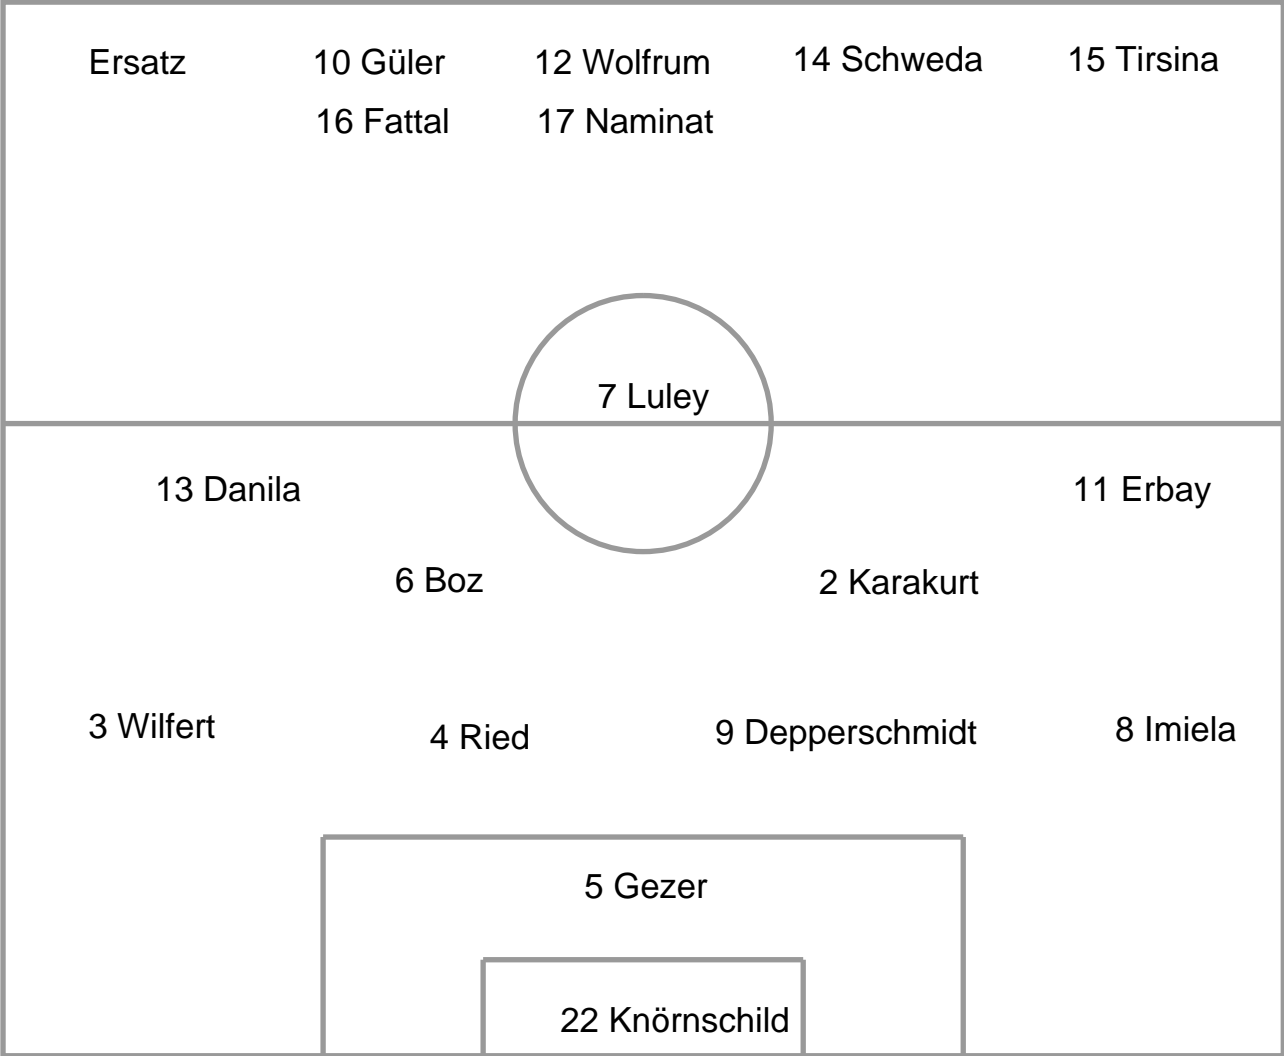 Ersatz 10 Güler 12 Wolfrum 14 Schweda 15 Tirsina
16 Fattal 17 Naminat
7 Luley
13 Danila 11 Erbay
6 Boz 2 Karakurt
3 Wilfert 4 Ried 9 Depperschmidt 8 Imiela
5 Gezer
22 Knörnschild